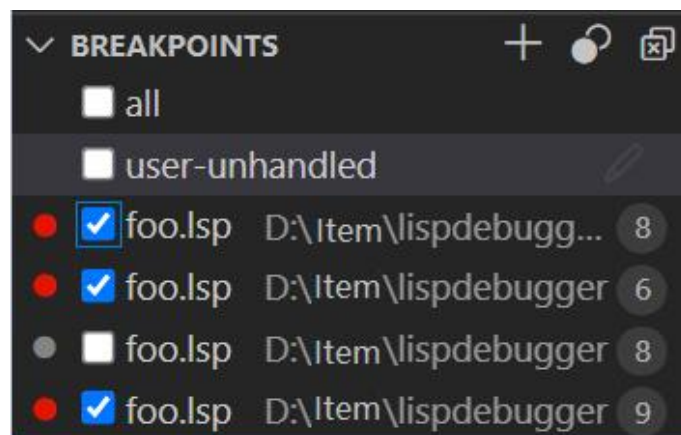 BREAKPOINTS
all
user-unhandled
foo.lsp D:\Item\lispdebugg... 8
foo.lsp D:\Item\lispdebugger 6
foo.lsp D:\Item\lispdebugger 8
foo.lsp D:\Item\lispdebugger 9